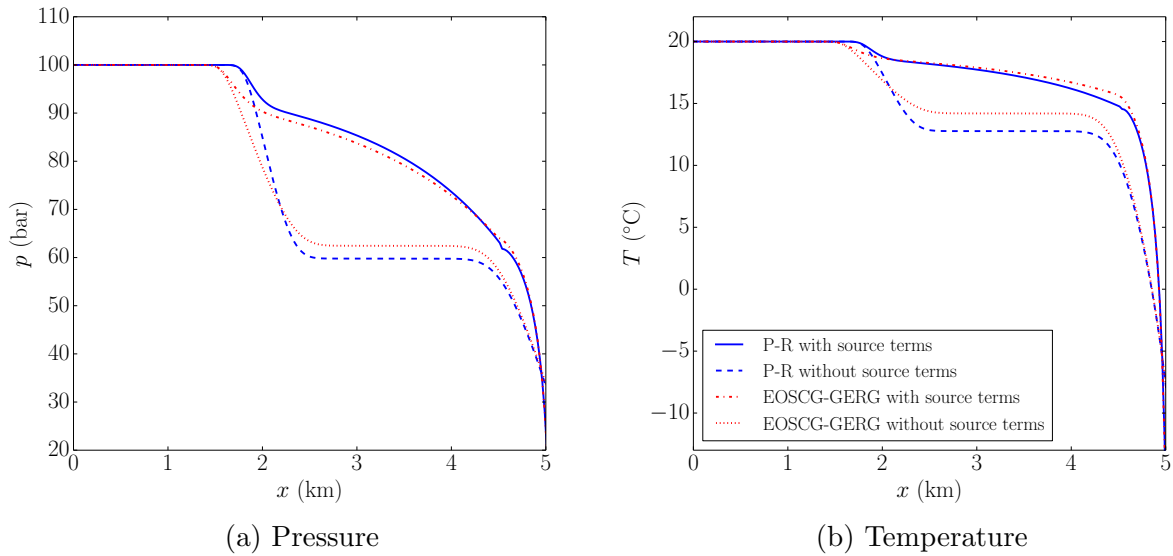 110
100
90
80
70
60
50
40
30
20
p (bar)
0 1 2 3 4 5
x (km)
(a) Pressure
20
15
10
5
0
−5
−10
T (°C)
P-R with source terms
P-R without source terms
EOSCG-GERG with source terms
EOSCG-GERG without source terms
0 1 2 3 4 5
x (km)
(b) Temperature